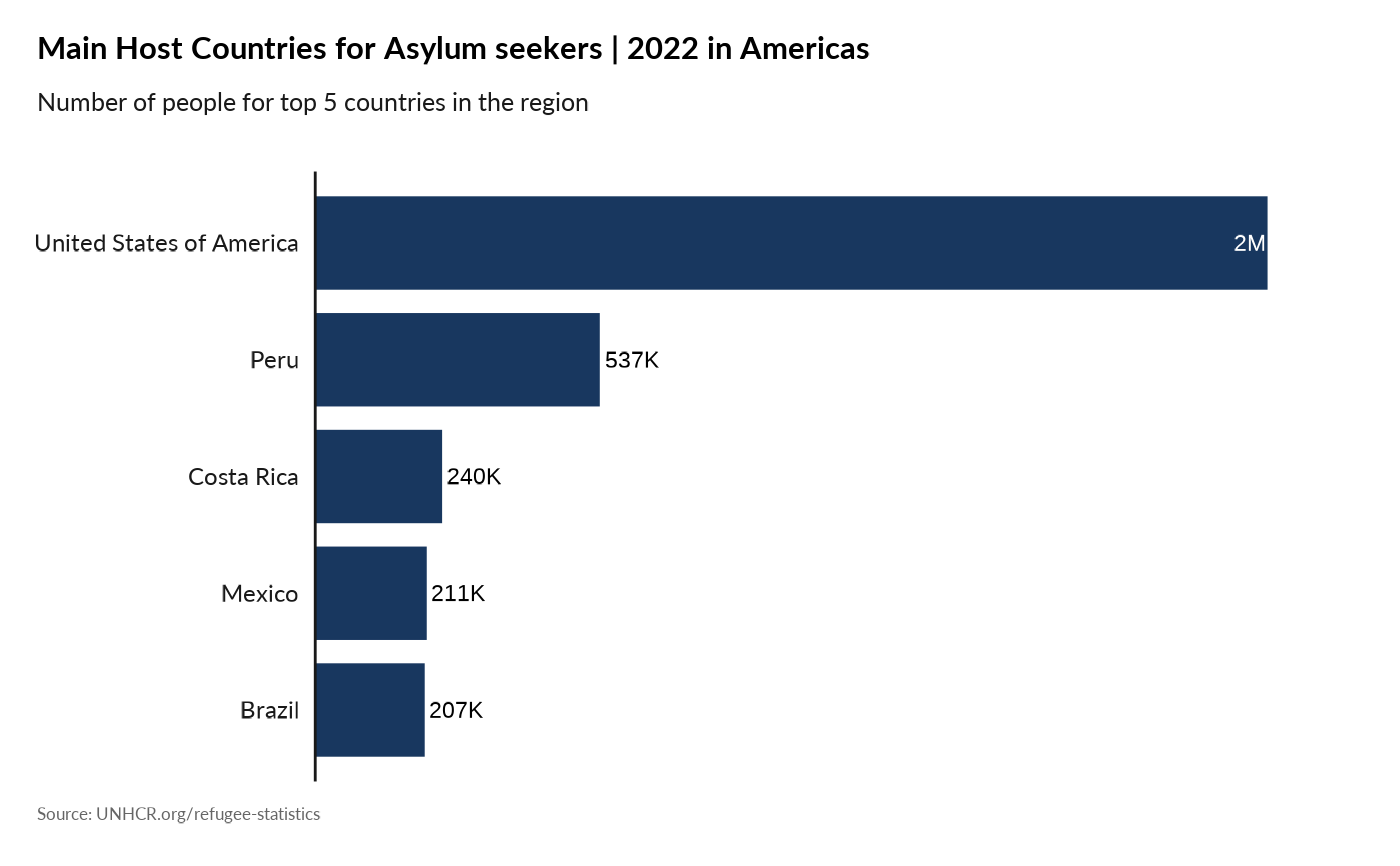 Main Host Countries for Asylum seekers | 2022 in Americas
Number of people for top 5 countries in the region
United States of America 2M
Peru 537K
Costa Rica 240K
Mexico 211K
Brazil 207K
Source: UNHCR.org/refugee-statistics